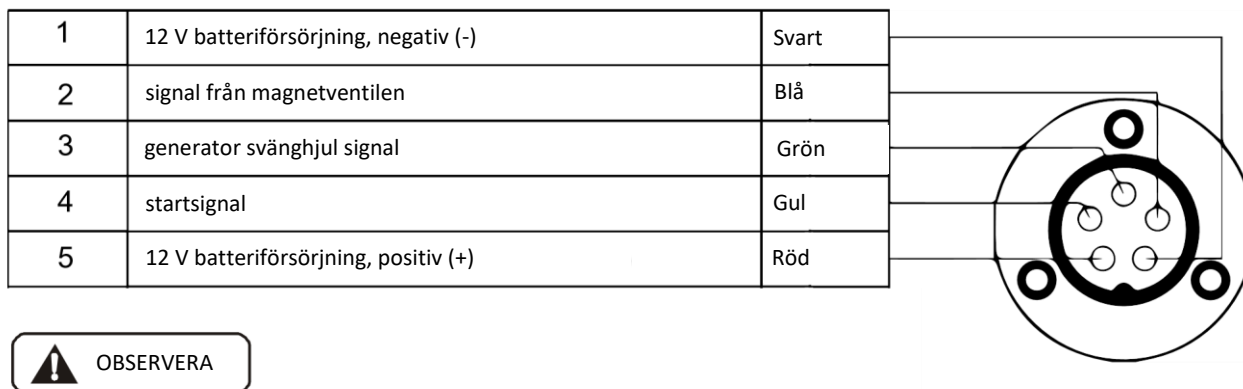 1 12 V batteriförsörjning, negativ (-) Svart
2 signal från magnetventilen Blå
3 generator svänghjul signal Grön
4 startsignal Gul
5 12 V batteriförsörjning, positiv (+) Röd
OBSERVERA